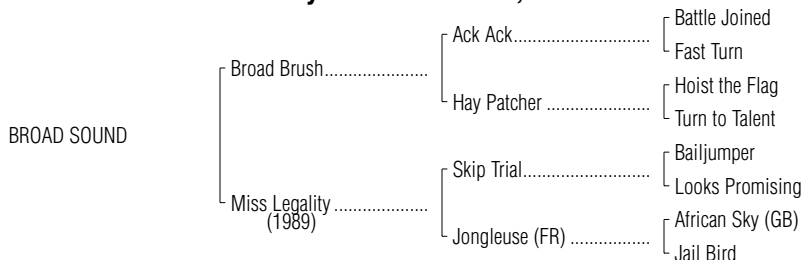 Battle Joined
Ack Ack..............................
Fast Turn
Broad Brush.......................
Hoist the Flag
Hay Patcher ......................
Turn to Talent
BROAD SOUND
Bailjumper
Skip Trial............................
Looks Promising
Miss Legality ....................
(1989)
African Sky (GB)
Jongleuse (FR) .................
Jail Bird